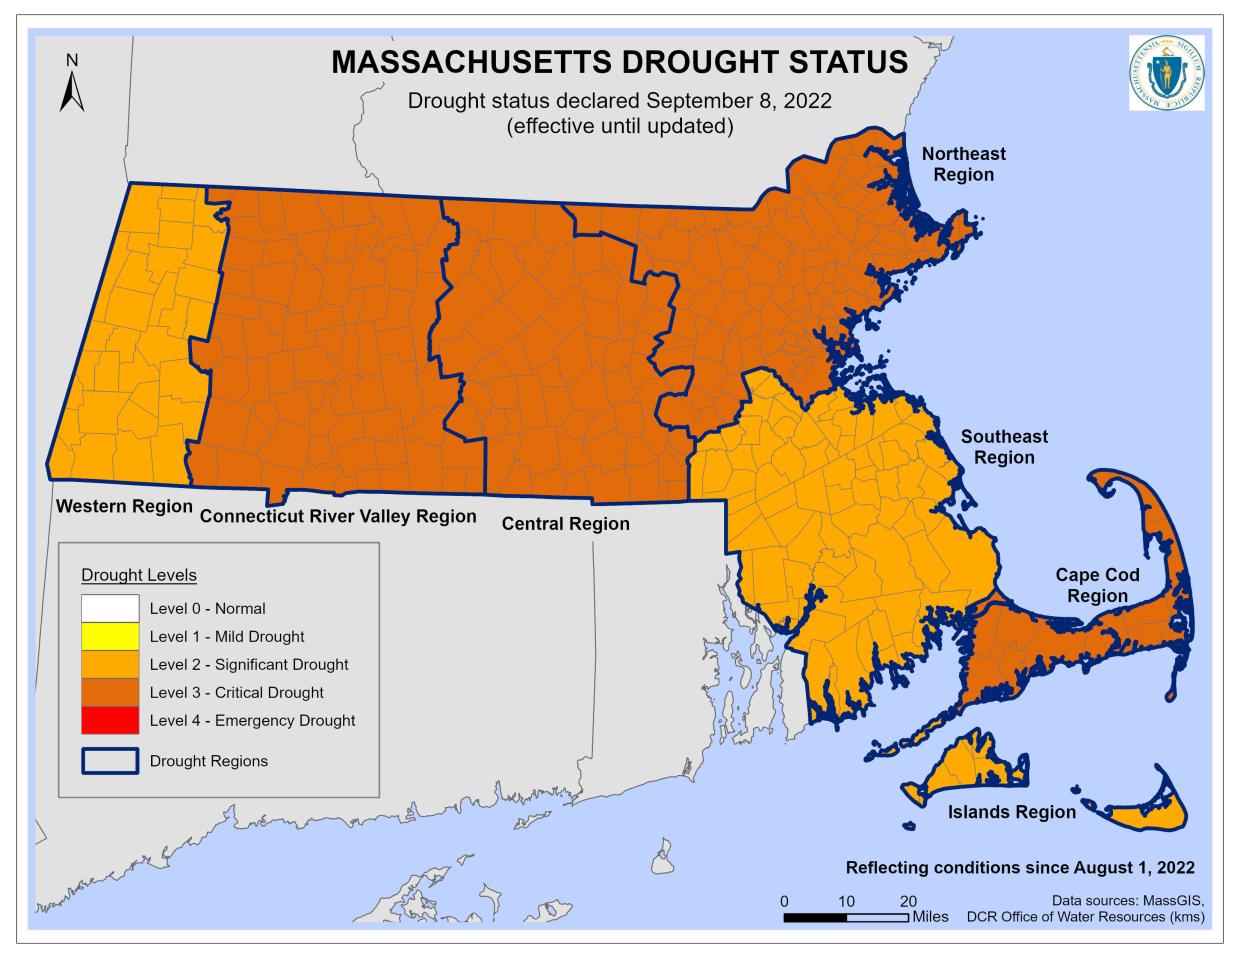 N
MASSACHUSETTS DROUGHT STATUS
Drought status declared September 8, 2022
(effective until updated)
Northeast
Region
Southeast
Region
Cape Cod
Region
Western Region
Connecticut River Valley Region
Central Region
Islands Region
Drought Levels
Level 0 - Normal
Level 1 - Mild Drought
Level 2 - Significant Drought
Level 3 - Critical Drought
Level 4 - Emergency Drought
Drought Regions
Reflecting conditions since August 1, 2022
0 10 20
Miles
Data sources: MassGIS,
DCR Office of Water Resources (kms)